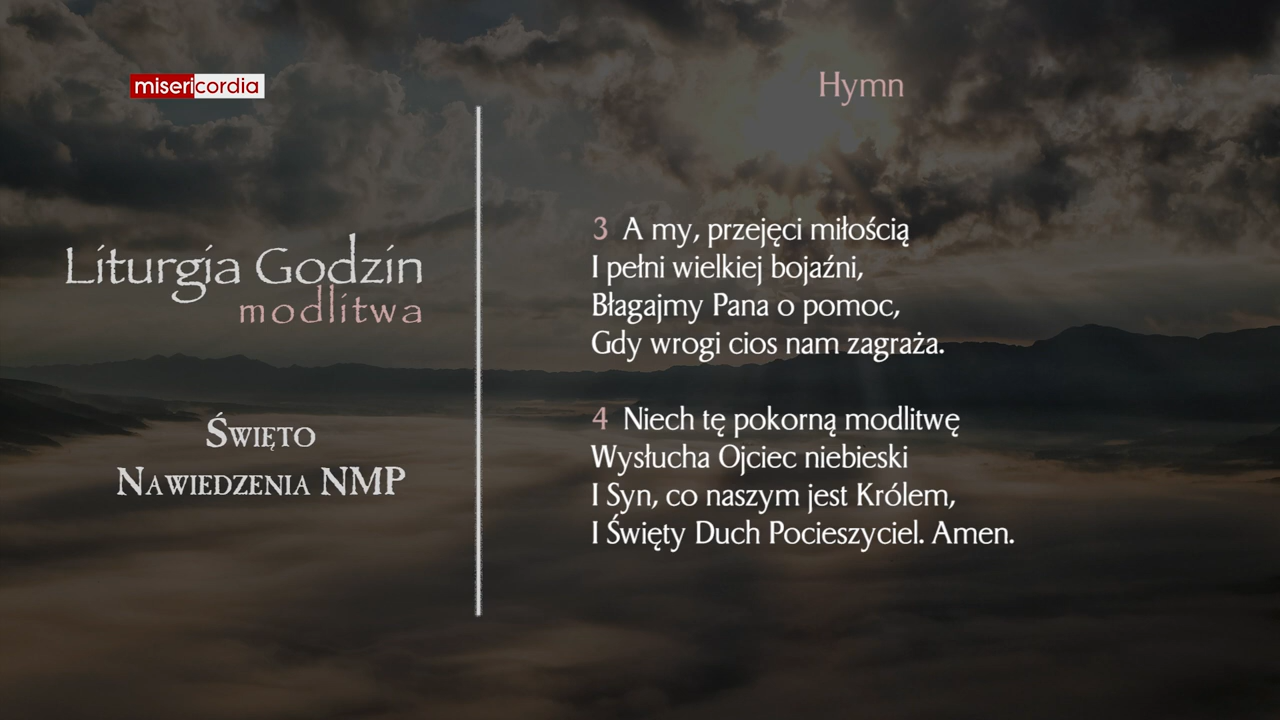 misericordia
Liturgia Godzin
modlitwa
Święto
Nawiedzenia NMP
Hymn
3 A my, przejęci miłością
I pełni wielkiej bojaźni,
Błagajmy Pana o pomoc,
Gdy wrogi cios nam zagraża.
4 Niech tę pokorną modlitwę
Wysłucha Ojciec niebieski
I Syn, co naszym jest Królem,
I Święty Duch Pocieszyciel. Amen.